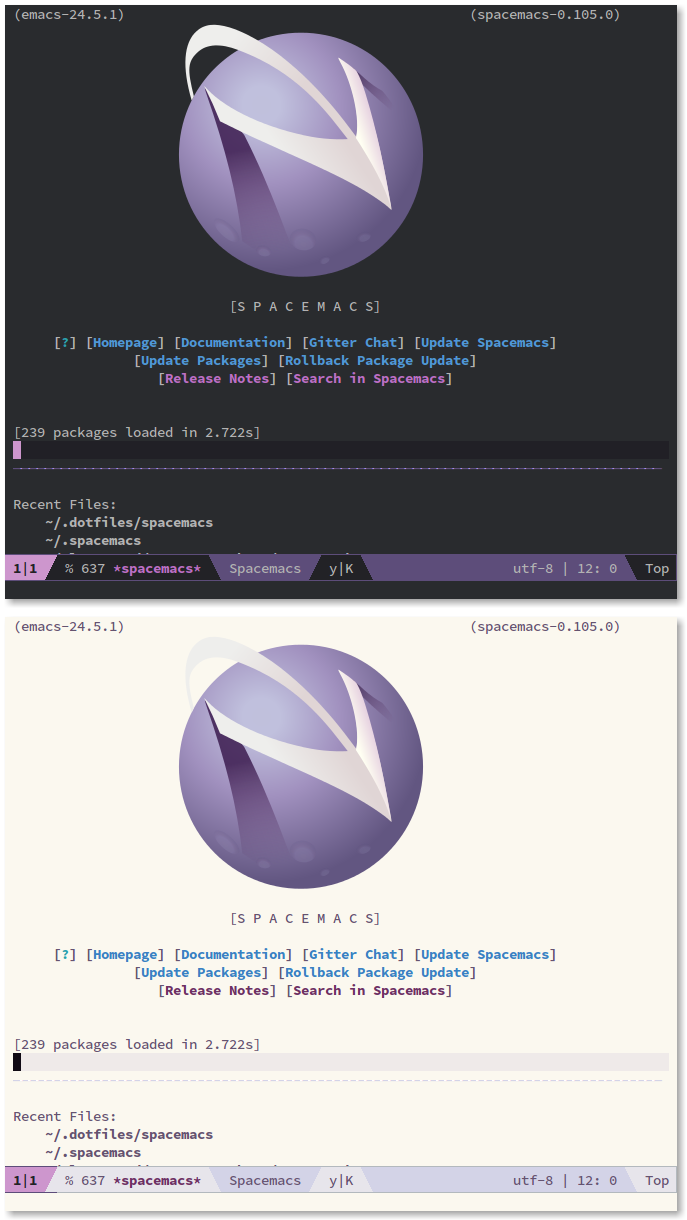 (emacs-24.5.1) (spacemacs-0.105.0)
[S P A C E M A C S]
[?] [Homepage] [Documentation] [Gitter Chat] [Update Spacemacs]
[Update Packages] [Rollback Package Update]
[Release Notes] [Search in Spacemacs]
[239 packages loaded in 2.722s]
Recent Files:
~/.dotfiles/spacemacs
~/.spacemacs
1|1 % 637 *spacemacs* Spacemacs y|K utf-8 | 12: 0 Top
(emacs-24.5.1) (spacemacs-0.105.0)
[S P A C E M A C S]
[?] [Homepage] [Documentation] [Gitter Chat] [Update Spacemacs]
[Update Packages] [Rollback Package Update]
[Release Notes] [Search in Spacemacs]
[239 packages loaded in 2.722s]
Recent Files:
~/.dotfiles/spacemacs
~/.spacemacs
1|1 % 637 *spacemacs* Spacemacs y|K utf-8 | 12: 0 Top